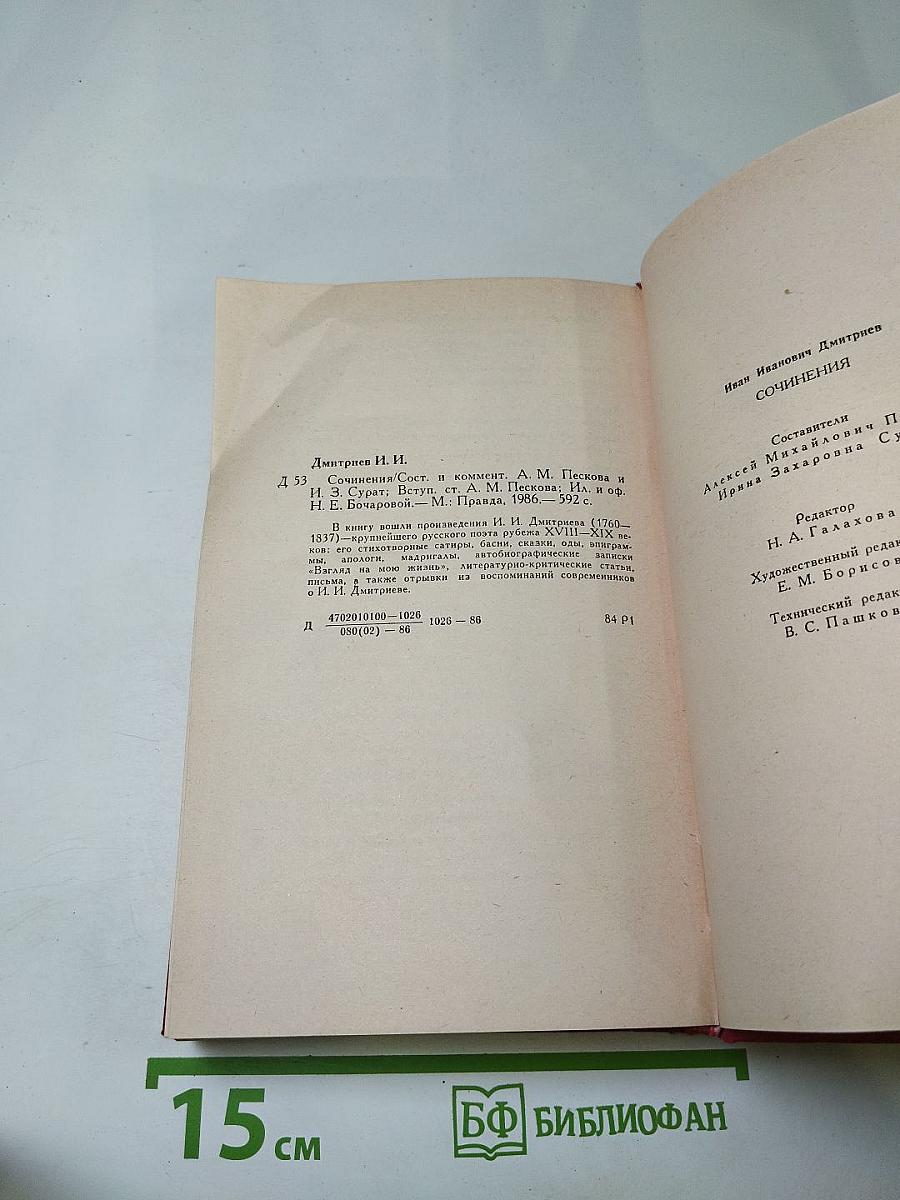 Дмитриев И. И.
Д 53 Сочинения/Сост. и коммент. А. М. Пескова и
И. З. Сурат; Вступ. ст. А. М. Пескова; Ил. и оф.
Н. Е. Бочаровой.— М.: Правда, 1986.— 592 с.
В книгу вошли произведения И. И. Дмитриева (1760—
1837)—крупнейшего русского поэта рубежа XVIII—XIX ве-
ков: его стихотворные сатиры, басни, сказки, оды, эпиграм-
мы, апологи, мадригалы, автобиографические записки
«Взгляд на мою жизнь», литературно-критические статьи,
письма, а также отрывки из воспоминаний современников
о И. И. Дмитриеве.
Д 4702010100—1026
080(02) — 86
1026 — 86
84 Р1
Иван Иванович Дмитриев
СОЧИНЕНИЯ
Составители
Алексей Михайлович П
Ирина Захаровна Су
Редактор
Н. А. Галахова
Художественный редак
Е. М. Борисов
Технический редак
В. С. Пашков
15 см
БФ БИБЛИОФАН